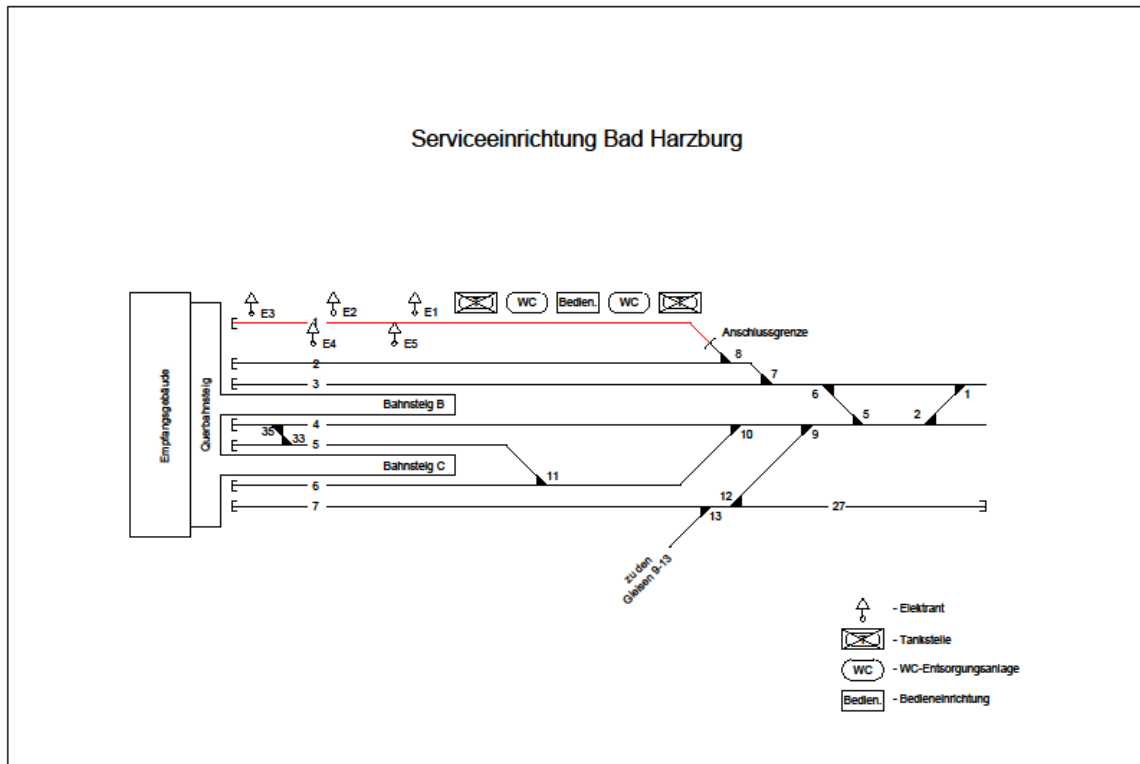 Serviceeinrichtung Bad Harzburg
E3
E2
E1
WC
Bedien.
WC
1
E4
E5
Anschlussgrenze
2
8
3
7
6
1
Bahnsteig B
Empfangsgebäude
Querbahnsteig
4
5
2
35
33
5
10
9
Bahnsteig C
11
6
12
7
13
27
zu den
Gleisen 9-13
- Elektrant
- Tankstelle
WC - WC-Entsorgungsanlage
Bedien. - Bedieneinrichtung